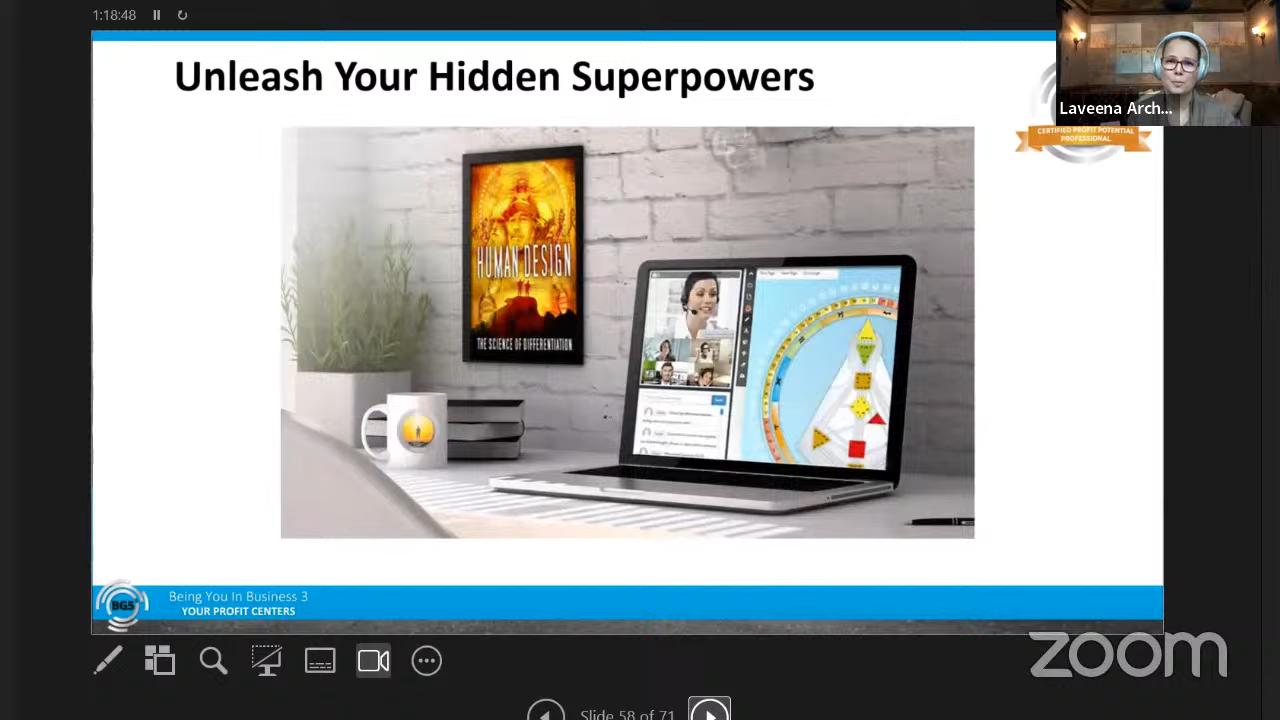 1:18:48
Unleash Your Hidden Superpowers
Laveena Arch...
CERTIFIED PROFIT POTENTIAL
PROFESSIONAL
HUMAN DESIGN
THE SCIENCE OF DIFFERENTIATION
BG5
Being You In Business 3
YOUR PROFIT CENTERS
zoom
Slide 58 of 71